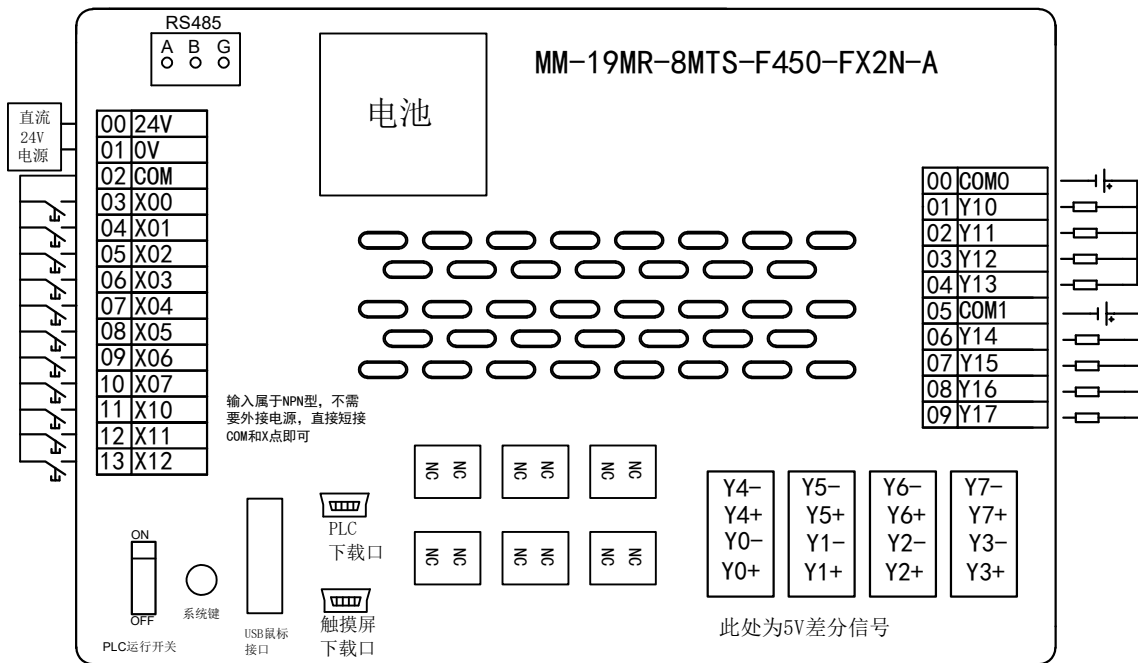 RS485
A B G
MM-19MR-8MTS-F450-FX2N-A
电池
直流
24V
电源
00 24V
01 0V
02 COM
03 X00
04 X01
05 X02
06 X03
07 X04
08 X05
09 X06
10 X07
11 X10
12 X11
13 X12
00 COM0
01 Y10
02 Y11
03 Y12
04 Y13
05 COM1
06 Y14
07 Y15
08 Y16
09 Y17
输入属于NPN型，不需
要外接电源，直接短接
COM和X点即可
NC NC NC NC NC NC
NC NC NC NC NC NC
Y4- Y5- Y6- Y7-
Y4+ Y5+ Y6+ Y7+
Y0- Y1- Y2- Y3-
Y0+ Y1+ Y2+ Y3+
此处为5V差分信号
ON
OFF
PLC运行开关
系统键
USB鼠标
接口
PLC
下载口
触摸屏
下载口